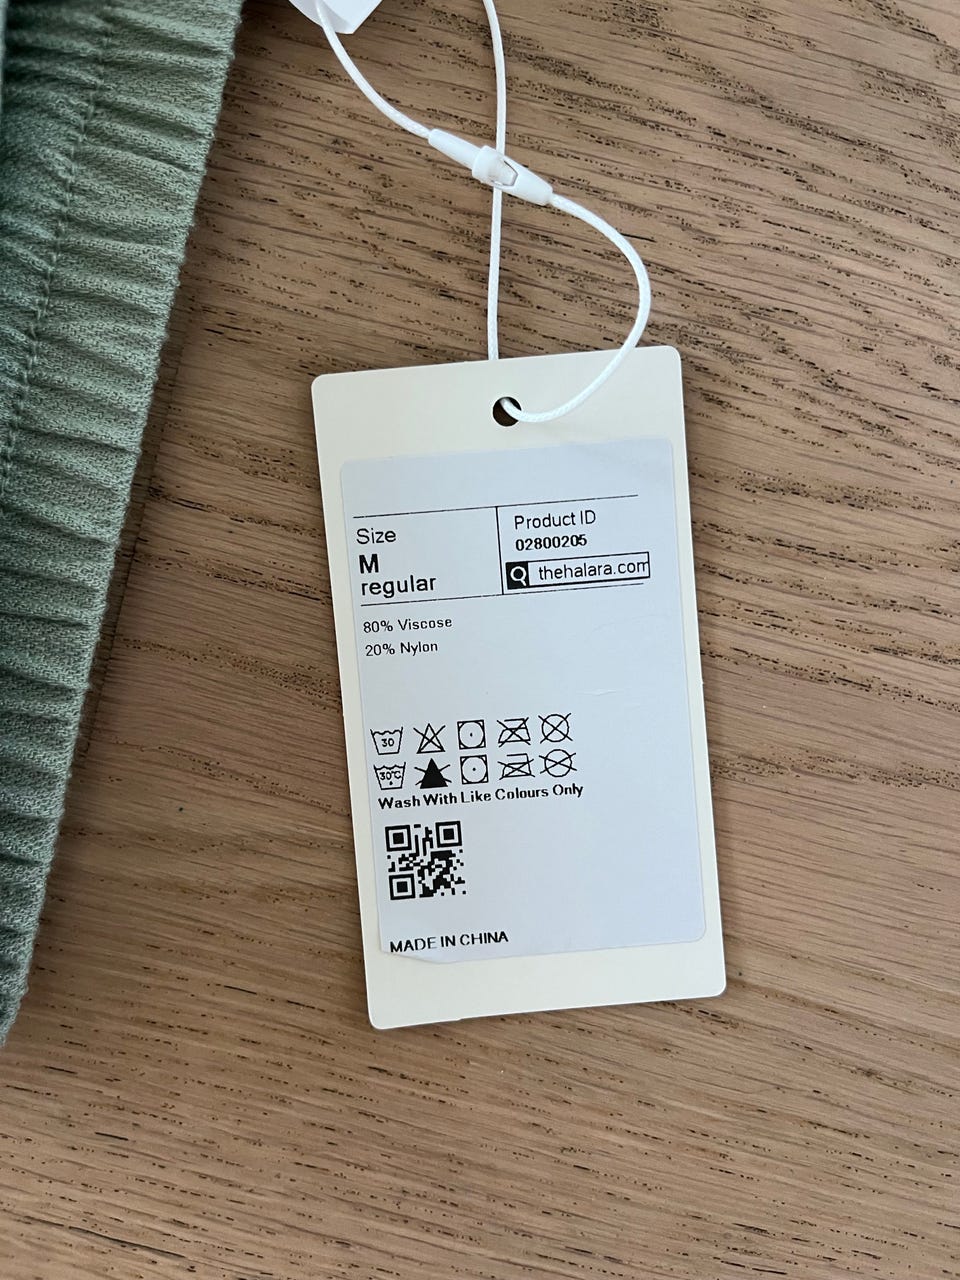 Size
M
regular
Product ID
02800205
thehalara.com
80% Viscose
20% Nylon
30
30°C
Wash With Like Colours Only
MADE IN CHINA